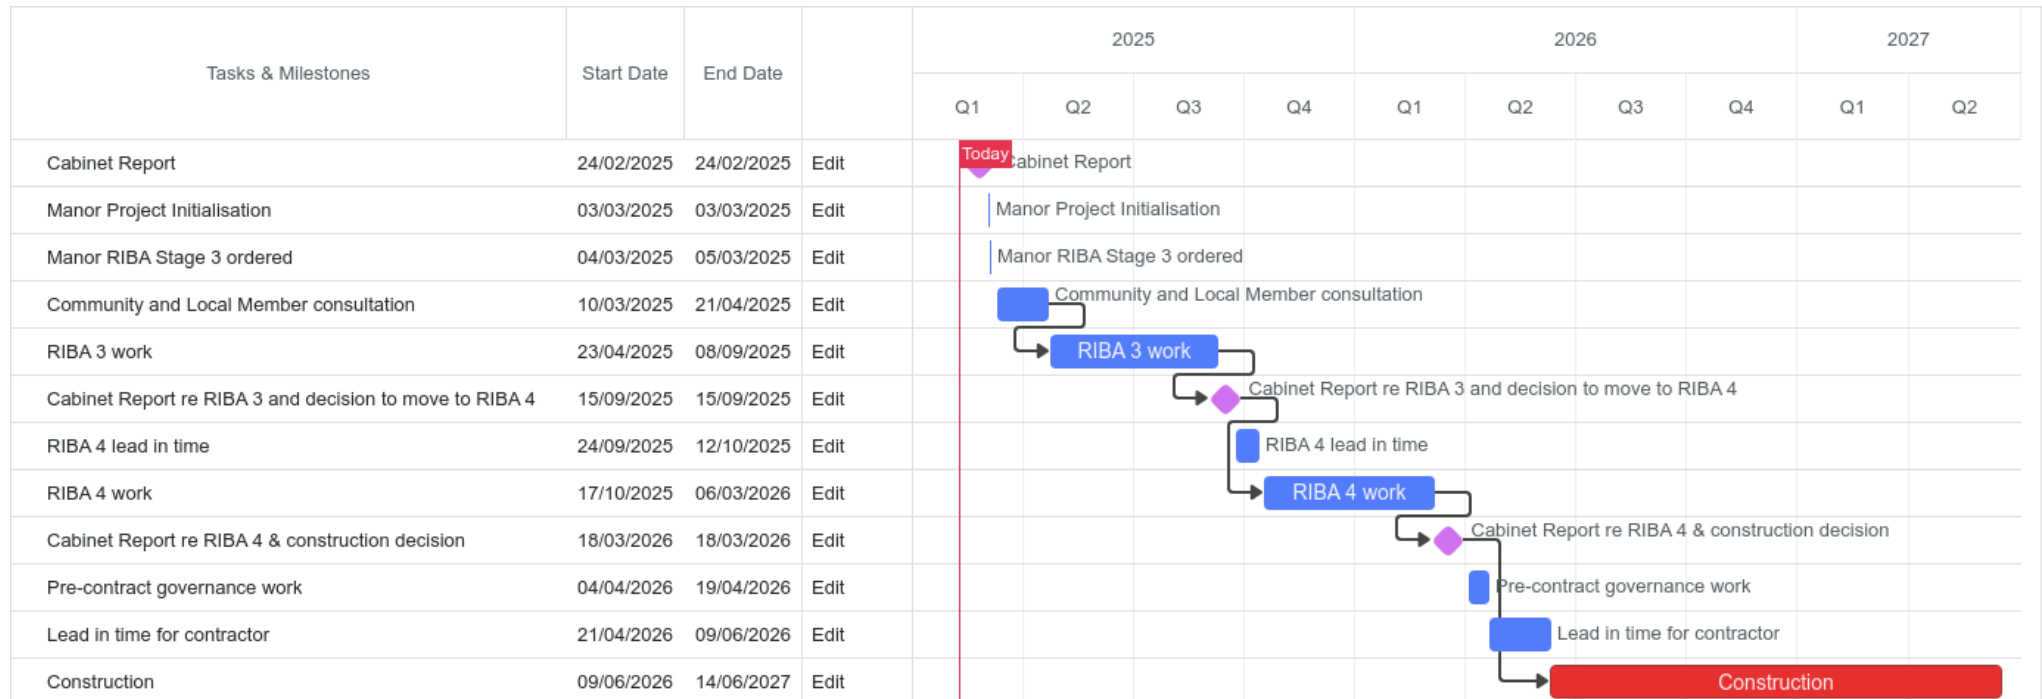 2025 2026 2027
Tasks & Milestones Start Date End Date
Q1 Q2 Q3 Q4 Q1 Q2 Q3 Q4 Q1 Q2
Today
Cabinet Report 24/02/2025 24/02/2025 Edit Cabinet Report
Manor Project Initialisation 03/03/2025 03/03/2025 Edit Manor Project Initialisation
Manor RIBA Stage 3 ordered 04/03/2025 05/03/2025 Edit Manor RIBA Stage 3 ordered
Community and Local Member consultation 10/03/2025 21/04/2025 Edit Community and Local Member consultation
RIBA 3 work 23/04/2025 08/09/2025 Edit RIBA 3 work
Cabinet Report re RIBA 3 and decision to move to RIBA 4 15/09/2025 15/09/2025 Edit Cabinet Report re RIBA 3 and decision to move to RIBA 4
RIBA 4 lead in time 24/09/2025 12/10/2025 Edit RIBA 4 lead in time
RIBA 4 work 17/10/2025 06/03/2026 Edit RIBA 4 work
Cabinet Report re RIBA 4 & construction decision 18/03/2026 18/03/2026 Edit Cabinet Report re RIBA 4 & construction decision
Pre-contract governance work 04/04/2026 19/04/2026 Edit Pre-contract governance work
Lead in time for contractor 21/04/2026 09/06/2026 Edit Lead in time for contractor
Construction 09/06/2026 14/06/2027 Edit Construction